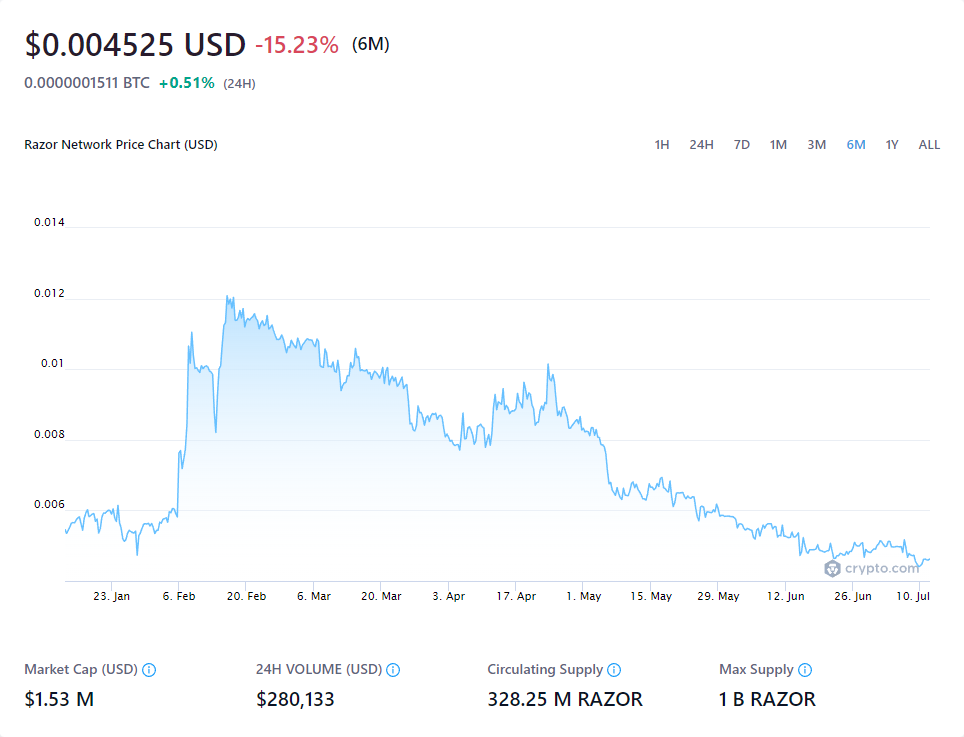 $0.004525 USD -15.23% (6M)
0.0000001511 BTC +0.51% (24H)
Razor Network Price Chart (USD) 1H 24H 7D 1M 3M 6M 1Y ALL
0.014
0.012
0.01
0.008
0.006
crypto.com
23. Jan 6. Feb 20. Feb 6. Mar 20. Mar 3. Apr 17. Apr 1. May 15. May 29. May 12. Jun 26. Jun 10. Jul
Market Cap (USD) 24H VOLUME (USD) Circulating Supply Max Supply
$1.53 M $280,133 328.25 M RAZOR 1 B RAZOR